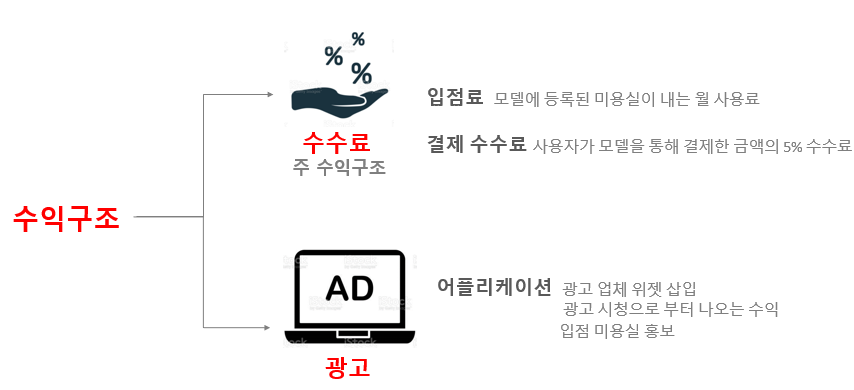 % % %
입점료 모델에 등록된 미용실이 내는 월 사용료
수수료
결제 수수료 사용자가 모델을 통해 결제한 금액의 5% 수수료
주 수익구조
수익구조
AD
어플리케이션 광고 업체 위젯 삽입
광고 시청으로 부터 나오는 수익
입점 미용실 홍보
iStock
광고